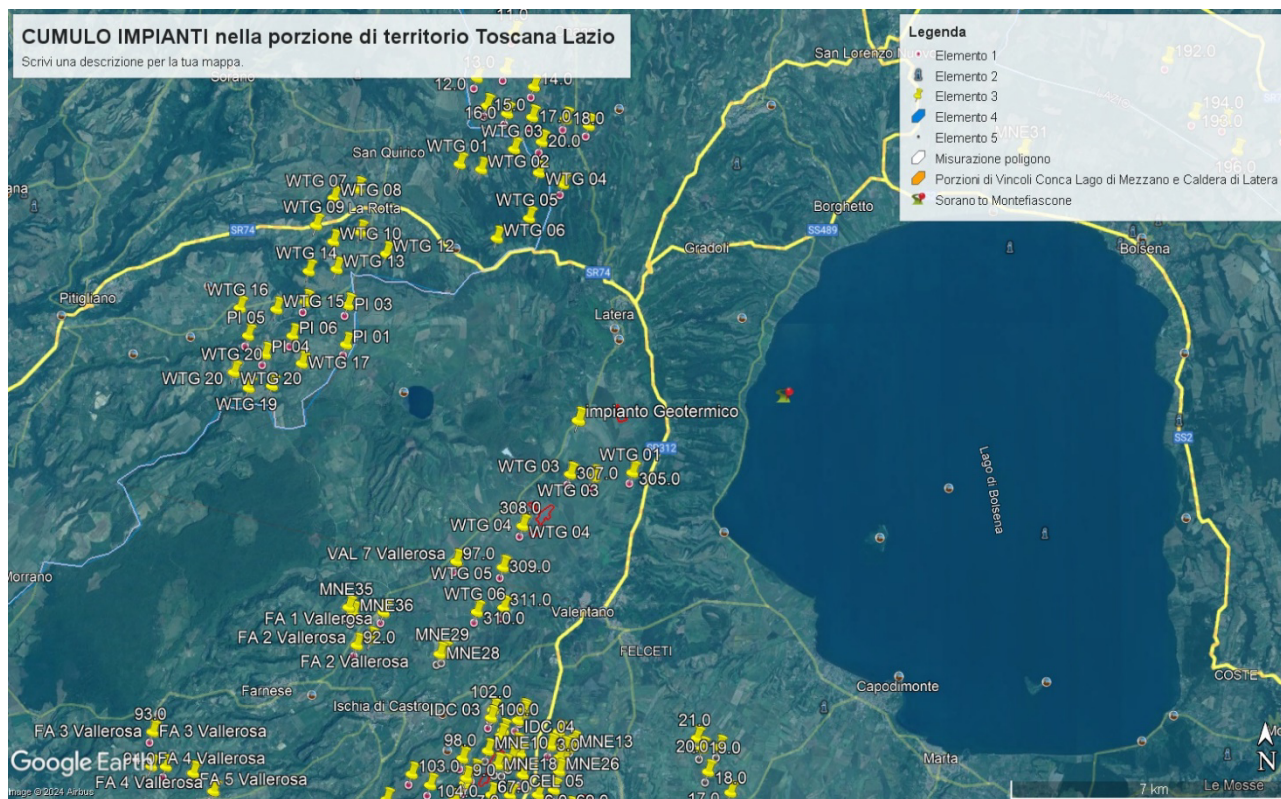 CUMULO IMPIANTI nella porzione di territorio Toscana Lazio
Scrivi una descrizione per la tua mappa.
Legenda
Elemento 1
Elemento 2
Elemento 3
Elemento 4
Elemento 5
Misurazione poligono
Porzioni di Vincoli Conca Lago di Mezzano e Caldera di Latera
Sorano to Montefiascone
11.0
San Lorenzo Nuovo
192.0
13.0
12.0
14.0
194.0
193.0
15.0
16.0
17.0
18.0
WTG 03
20.0
MNE31
196.0
San Quirico
WTG 01
WTG 02
WTG 04
WTG 07
WTG 08
WTG 05
Borghetto
WTG 09
La Rotta
SR74
WTG 10
WTG 06
SS489
WTG 12
Gradoli
Bolsena
WTG 14
WTG 13
SR74
Pitigliano
WTG 16
WTG 15
PI 03
Latera
PI 05
PI 06
PI 01
WTG 20
PI 04
WTG 17
WTG 20
WTG 20
WTG 19
impianto Geotermico
SR312
SS2
WTG 01
WTG 03
307.0
305.0
Lago di Bolsena
WTG 03
308.0
WTG 04
WTG 04
VAL 7 Vallerosa
97.0
309.0
WTG 05
Morrano
MNE35
MNE36
WTG 06
311.0
FA 1 Vallerosa
310.0
Valentano
FA 2 Vallerosa
92.0
MNE29
FA 2 Vallerosa
MNE28
FELCETI
COSTE
Farnese
Capodimonte
Ischia di Castro
102.0
IDC 03
100.0
93.0
FA 3 Vallerosa
FA 3 Vallerosa
IDC 04
21.0
98.0
MNE10
3.0
MNE13
20.0
19.0
Marta
FA 4 Vallerosa
FA 4 Vallerosa
FA 5 Vallerosa
103.0
9.0
MNE18
MNE26
CEL 05
18.0
104.0
67.0
17.0
Google Earth
Image © 2024 Airbus
7 km
N
Le Mosse